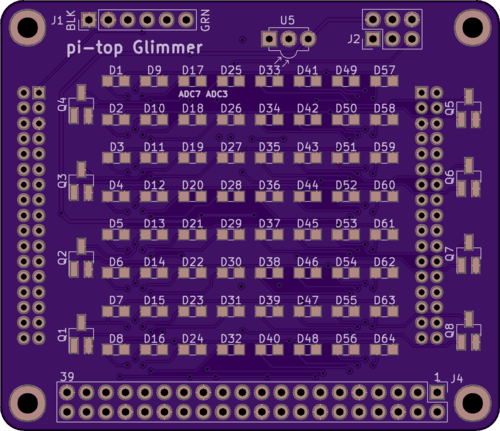 J1 BLK GRN U5 J2
pi-top Glimmer
D1 D9 D17 D25 D33 D41 D49 D57
ADC7 ADC3
Q4 D2 D10 D18 D26 D34 D42 D50 D58 Q5
D3 D11 D19 D27 D35 D43 D51 D59
Q3 D4 D12 D20 D28 D36 D44 D52 D60 Q6
D5 D13 D21 D29 D37 D45 D53 D61
Q2 D6 D14 D22 D30 D38 D46 D54 D62 Q7
D7 D15 D23 D31 D39 D47 D55 D63
Q1 D8 D16 D24 D32 D40 D48 D56 D64 Q8
39 1 J4